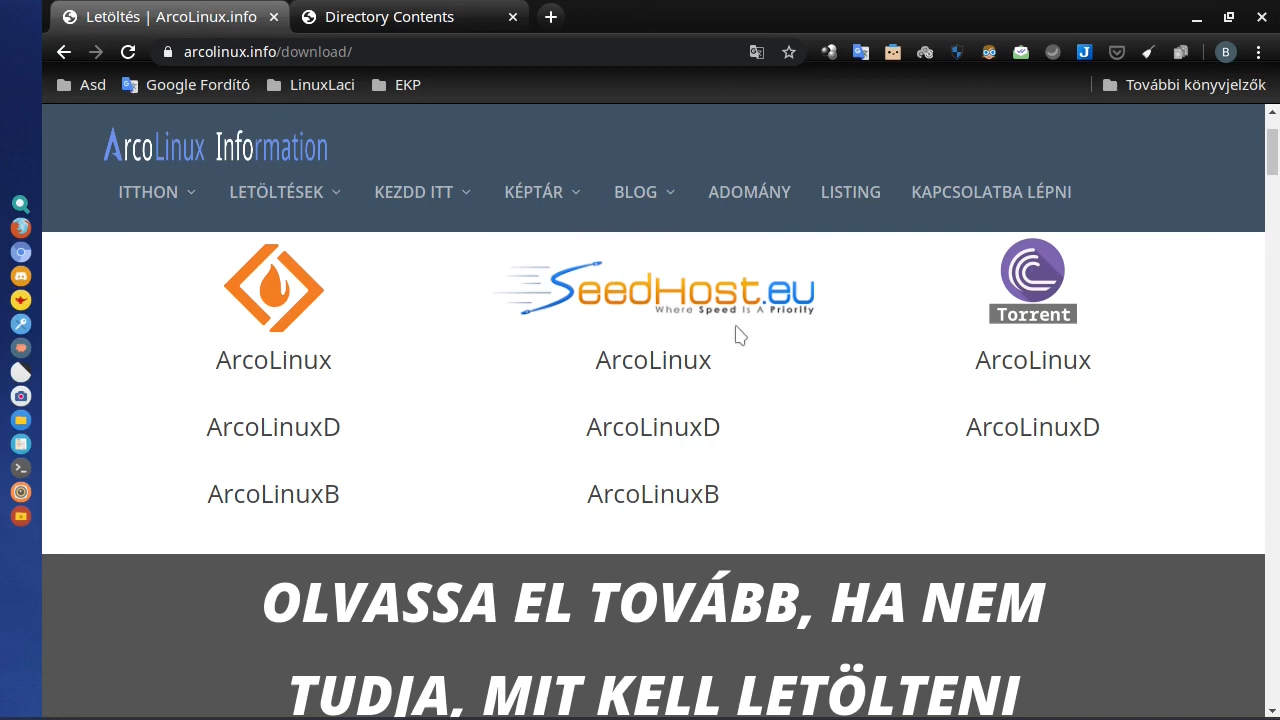 Letöltés | ArcoLinux.info
Directory Contents
arcolinux.info/download/
B
Asd
Google Fordító
LinuxLaci
EKP
További könyvjelzők
ArcoLinux Information
ITTHON
LETÖLTÉSEK
KEZDD ITT
KÉPTÁR
BLOG
ADOMÁNY
LISTING
KAPCSOLATBA LÉPNI
SeedHost.eu
Where Speed Is A Priority
Torrent
ArcoLinux
ArcoLinux
ArcoLinux
ArcoLinuxD
ArcoLinuxD
ArcoLinuxD
ArcoLinuxB
ArcoLinuxB
OLVASSA EL TOVÁBB, HA NEM
TUDJA, MIT KELL LETÖLTENI